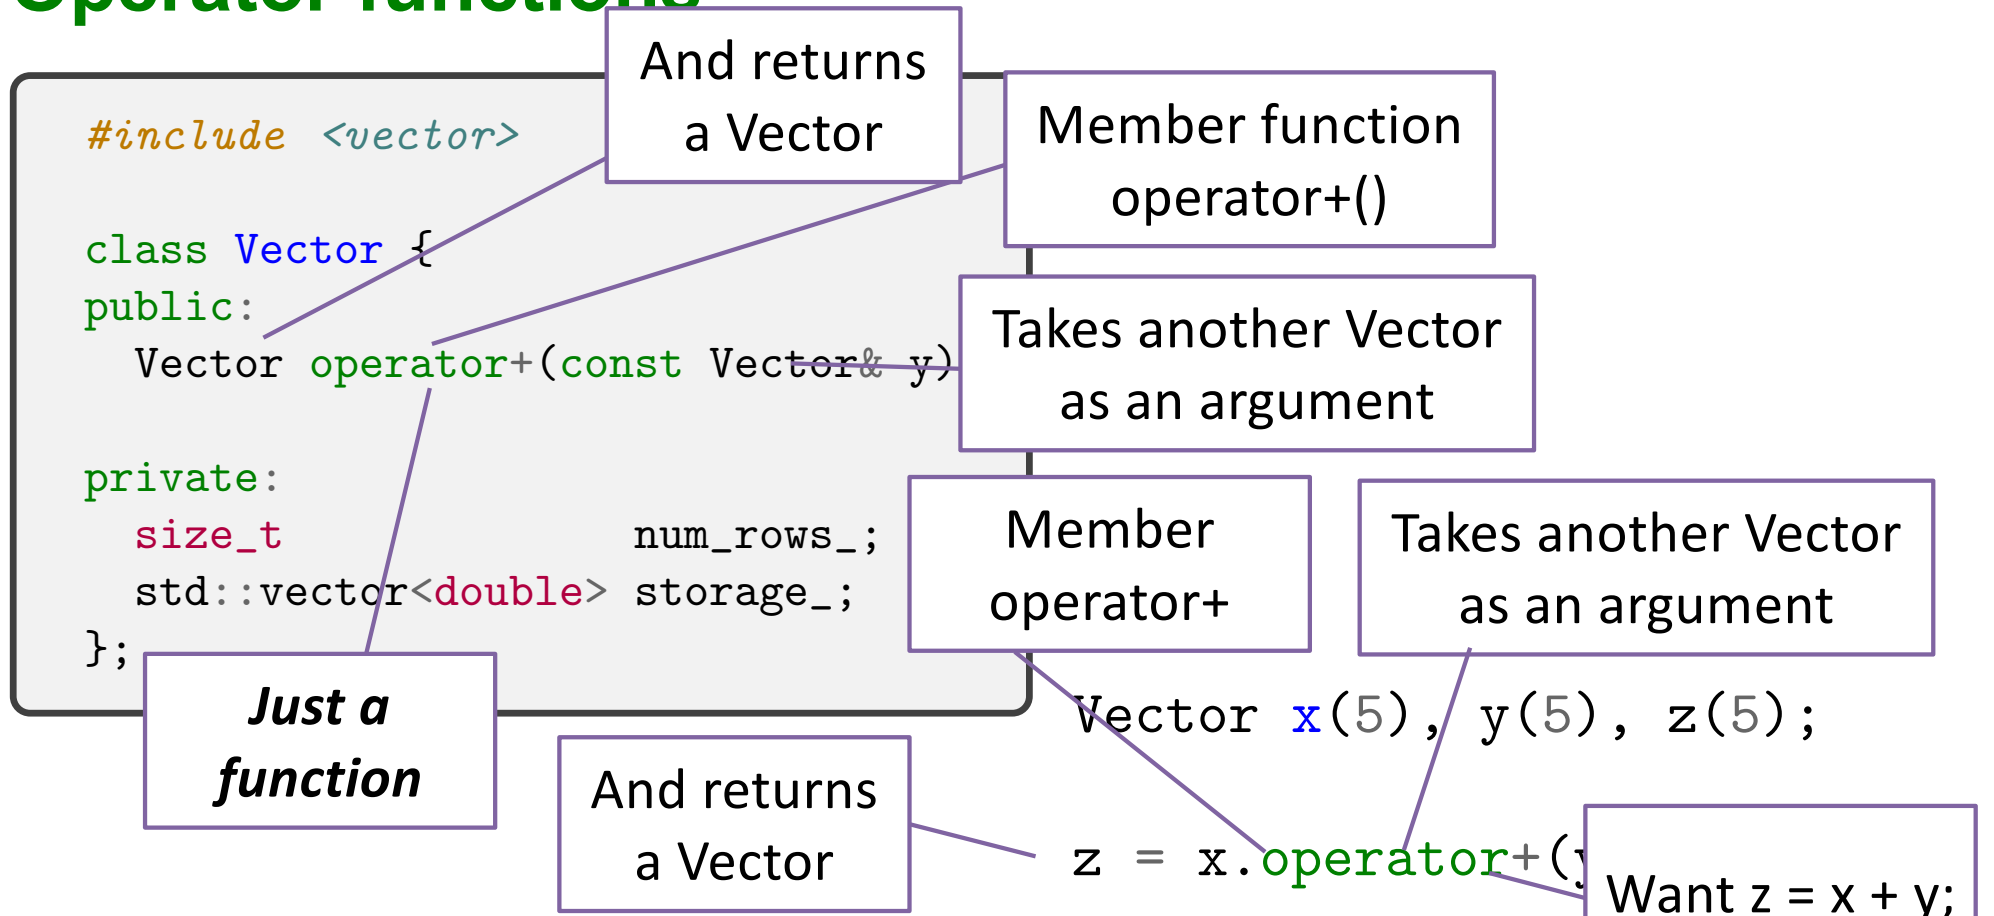 Operator functions
And returns
a Vector
#include <vector>
Member function
operator+()
class Vector {
public:
Vector operator+(const Vector& y)
Takes another Vector
as an argument
private:
size_t num_rows_;
std::vector<double> storage_;
};
Member
operator+
Takes another Vector
as an argument
Just a
function
Vector x(5), y(5), z(5);
And returns
a Vector
z = x.operator+(y
Want z = x + y;